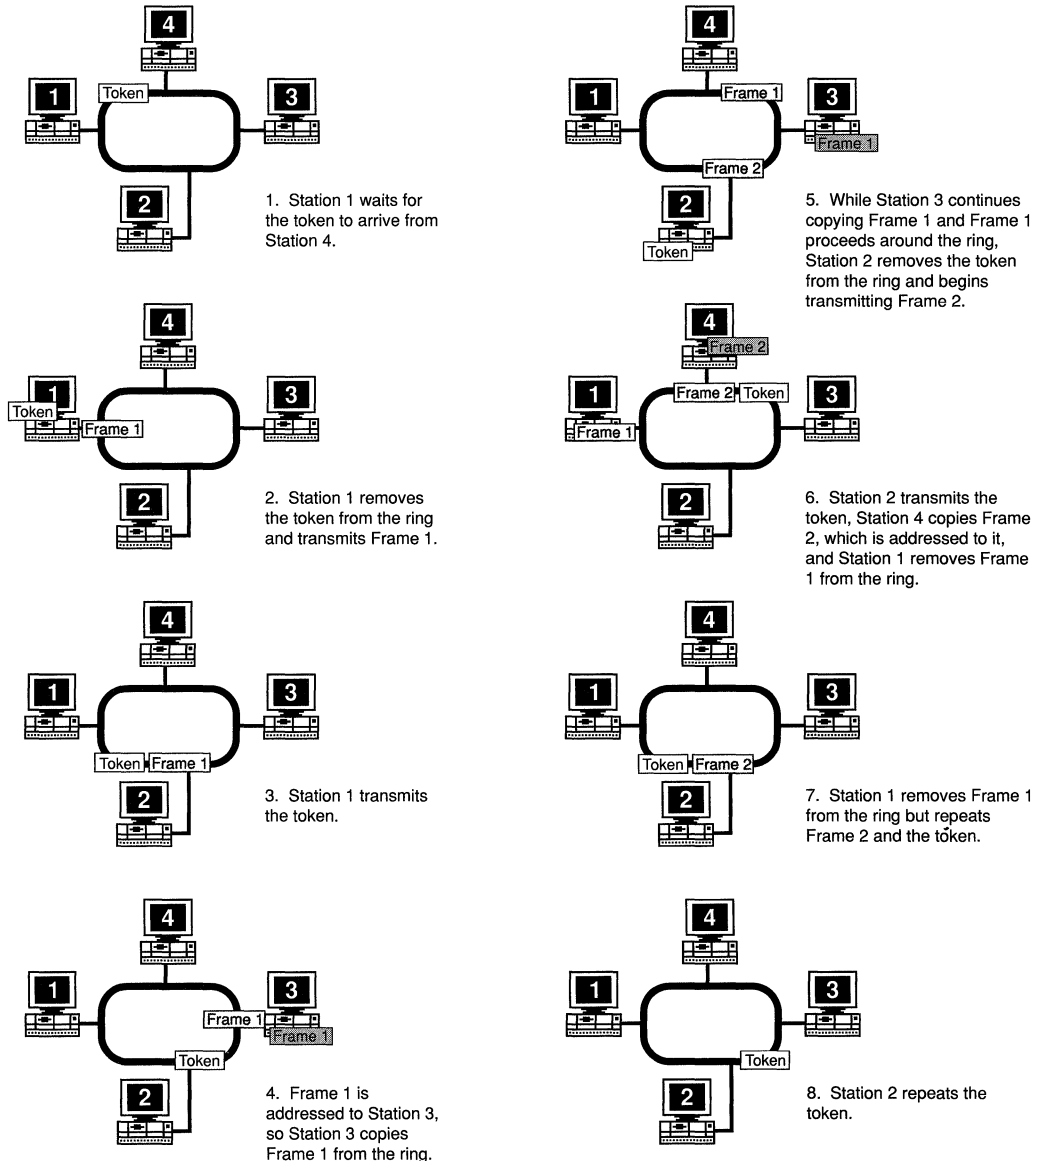 4
Token
1
3
2
1. Station 1 waits for
the token to arrive from
Station 4.
4
1
Token
Frame 1
3
2
2. Station 1 removes
the token from the ring
and transmits Frame 1.
4
1
3
Token
Frame 1
2
3. Station 1 transmits
the token.
4
1
3
Frame 1
Frame 1
Token
2
4. Frame 1 is
addressed to Station 3,
so Station 3 copies
Frame 1 from the ring.
4
Frame 1
1
3
Frame 1
Frame 2
2
Token
5. While Station 3 continues
copying Frame 1 and Frame 1
proceeds around the ring,
Station 2 removes the token
from the ring and begins
transmitting Frame 2.
4
Frame 2
Frame 2
Token
1
3
Frame 1
2
6. Station 2 transmits the
token, Station 4 copies Frame
2, which is addressed to it,
and Station 1 removes Frame
1 from the ring.
4
1
3
Token
Frame 2
2
7. Station 1 removes Frame 1
from the ring but repeats
Frame 2 and the token.
4
1
3
Token
2
8. Station 2 repeats the
token.